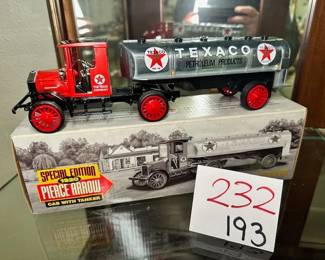 TEXACO
PETROLEUM PRODUCTS
SPECIAL EDITION
PIERCE ARROW
CAB WITH TANKER
232
193